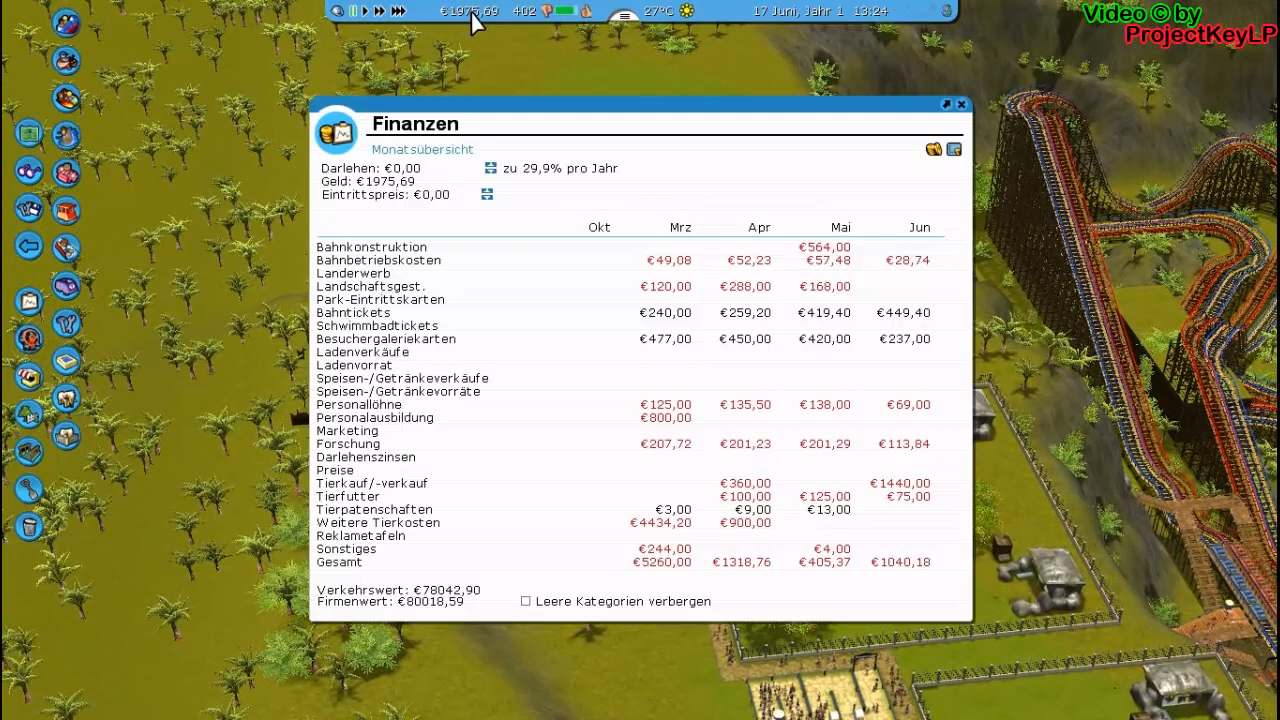 €1975,69 402 27°C 17 Juni, Jahr 1 13:24
Video © by
ProjectKeyLP
Finanzen
Monatsübersicht
Darlehen: €0,00 zu 29,9% pro Jahr
Geld: €1975,69
Eintrittspreis: €0,00
Okt Mrz Apr Mai Jun
Bahnkonstruktion €564,00
Bahnbetriebskosten €49,08 €52,23 €57,48 €28,74
Landerwerb
Landschaftsgest. €120,00 €288,00 €168,00
Park-Eintrittskarten
Bahntickets €240,00 €259,20 €419,40 €449,40
Schwimmbadtickets
Besuchergaleriekarten €477,00 €450,00 €420,00 €237,00
Ladenverkäufe
Ladenvorrat
Speisen-/Getränkeverkäufe
Speisen-/Getränkevorräte
Personallöhne €125,00 €135,50 €138,00 €69,00
Personalausbildung €800,00
Marketing
Forschung €207,72 €201,23 €201,29 €113,84
Darlehenszinsen
Preise
Tierkauf/-verkauf €360,00 €1440,00
Tierfutter €100,00 €125,00 €75,00
Tierpatenschaften €3,00 €9,00 €13,00
Weitere Tierkosten €4434,20 €900,00
Reklametafeln
Sonstiges €244,00 €4,00
Gesamt €5260,00 €1318,76 €405,37 €1040,18
Verkehrswert: €78042,90
Firmenwert: €80018,59 Leere Kategorien verbergen